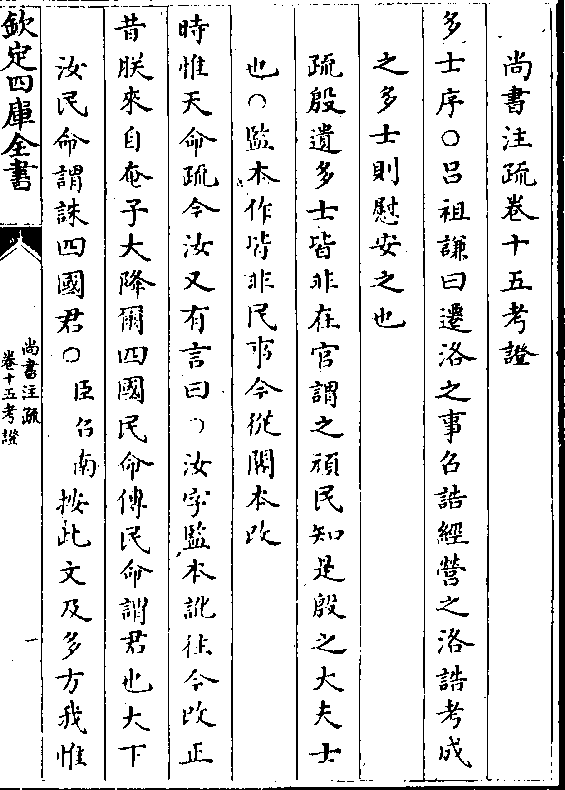 尚書注疏卷十五考證
多士序○呂祖謙曰遷洛之事召誥經營之洛誥考成
之多士則慰安之也
疏殷遺多士皆非在官謂之頑民知是殷之大夫士
也○監本作皆非民事今從閣本改
時惟天命疏今汝又有言曰○汝字監本訛往今改正
昔朕來自奄予大降爾四國民命傳民命謂君也大下
汝民命謂誅四國君○臣召南按此文及多方我惟
欽定四庫全書
尚書注疏
卷十五考證
一